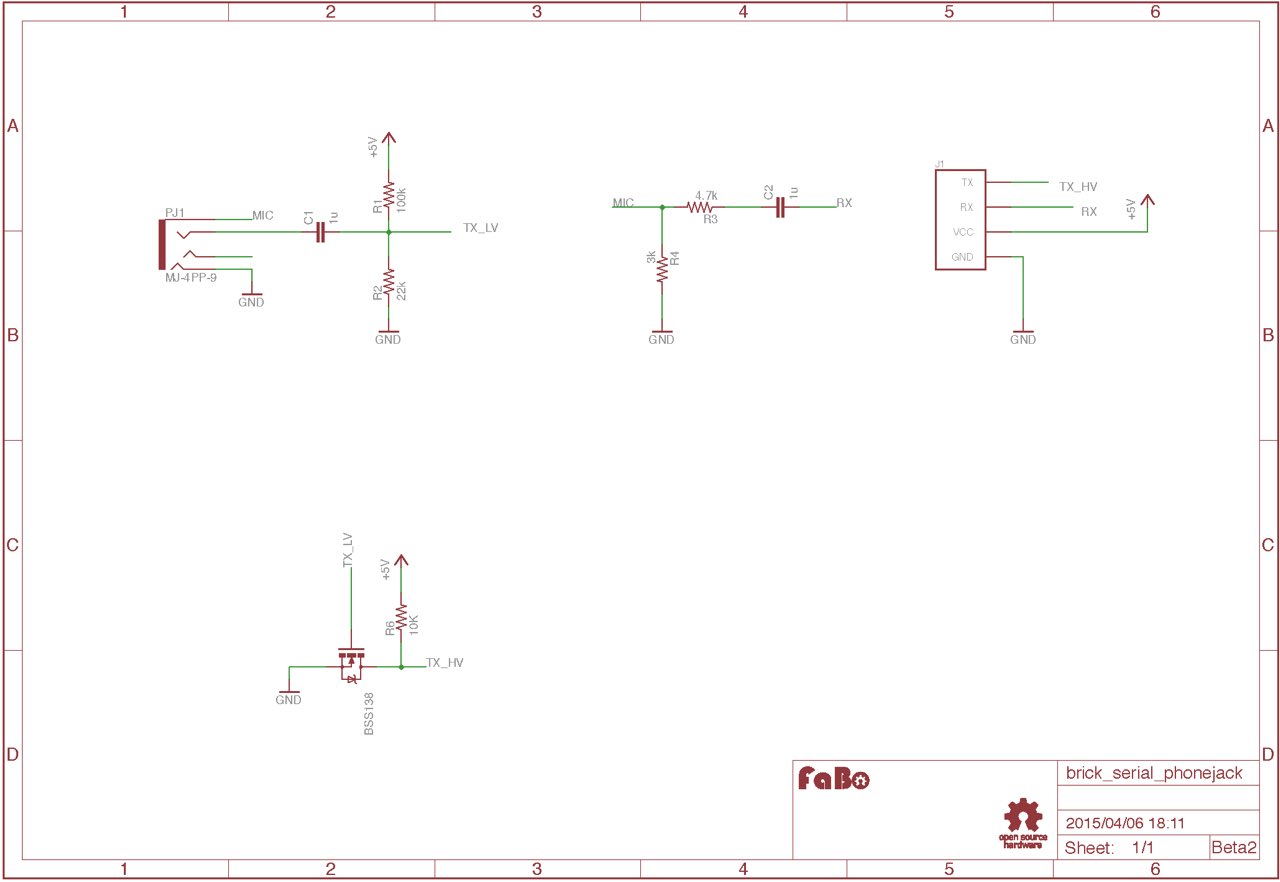 1 2 3 4 5 6
A A
+5V
R1
100k
PJ1
MIC
C1
1u
TX_LV
MJ-4PP-9
GND
R2
22k
GND
MIC
4.7k
R3
C2
1u
RX
3k
R4
GND
J1
TX
RX
VCC
GND
TX_HV
RX
+5V
GND
B B
C C
TX_LV
+5V
R6
10K
TX_HV
GND
BSS138
D D
FaBo
open source
hardware
brick_serial_phonejack
2015/04/06 18:11
Sheet: 1/1
Beta2
1 2 3 4 5 6